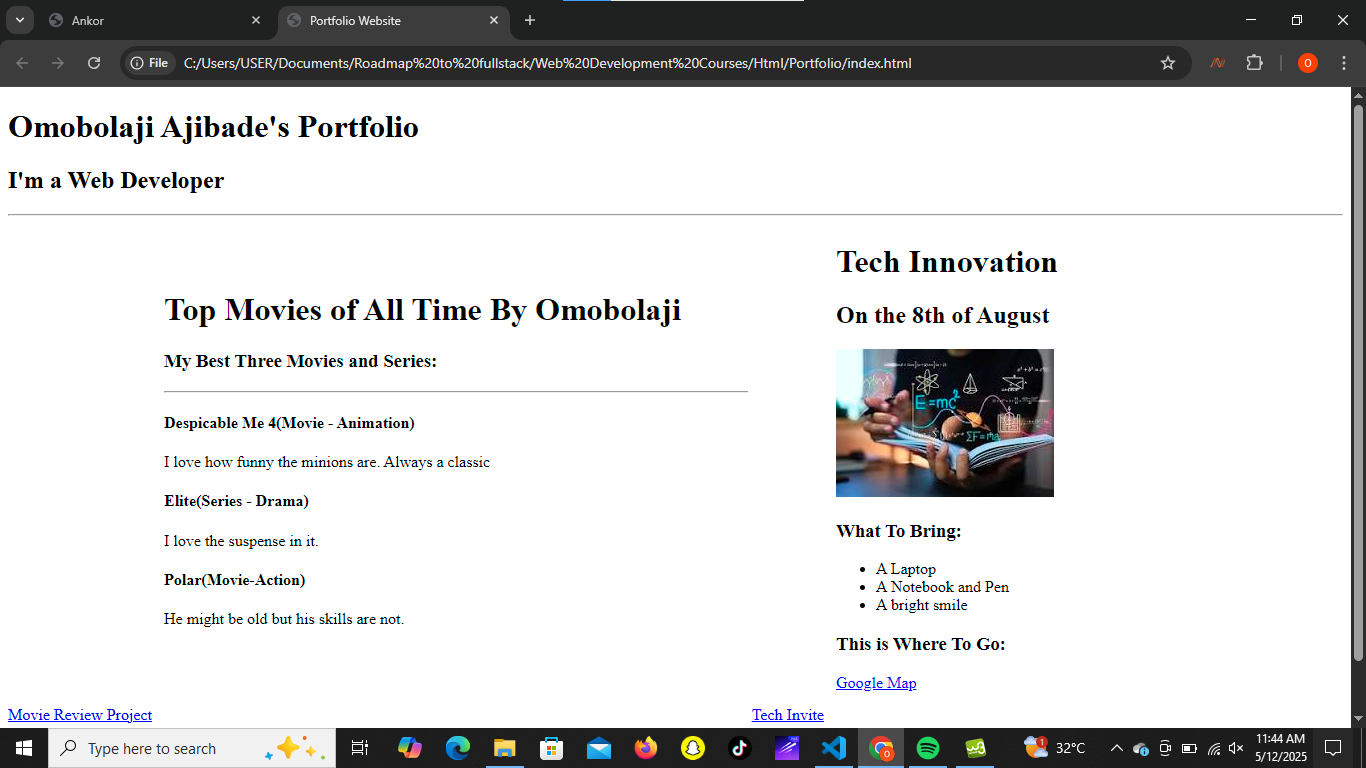 Ankor
Portfolio Website
File
C:/Users/USER/Documents/Roadmap%20to%20fullstack/Web%20Development%20Courses/Html/Portfolio/index.html
O
Omobolaji Ajibade's Portfolio
I'm a Web Developer
Top Movies of All Time By Omobolaji
My Best Three Movies and Series:
Despicable Me 4(Movie - Animation)
I love how funny the minions are. Always a classic
Elite(Series - Drama)
I love the suspense in it.
Polar(Movie-Action)
He might be old but his skills are not.
Movie Review Project
Tech Innovation
On the 8th of August
E=mc²
ΣF=ma
What To Bring:
A Laptop
A Notebook and Pen
A bright smile
This is Where To Go:
Google Map
Tech Invite
Type here to search
1
32°C
11:44 AM
5/12/2025